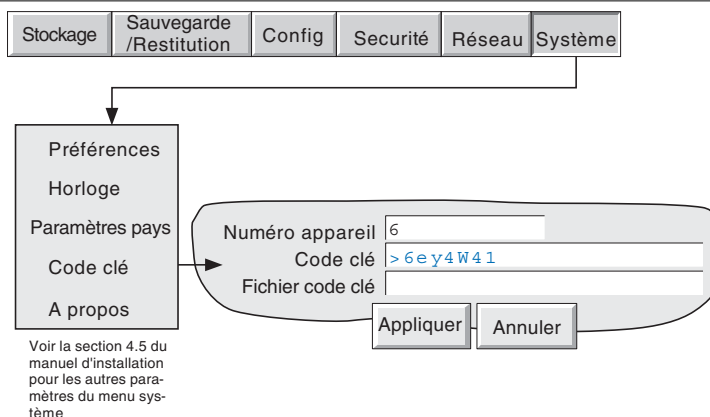 Stockage
Sauvegarde
/Restitution
Config
Securité
Réseau
Système
Préférences
Horloge
Paramètres pays
Code clé
A propos
Numéro appareil 6
Code clé >6ey4W41
Fichier code clé
Appliquer
Annuler
Voir la section 4.5 du
manuel d'installation
pour les autres para-
mètres du menu sys-
tème